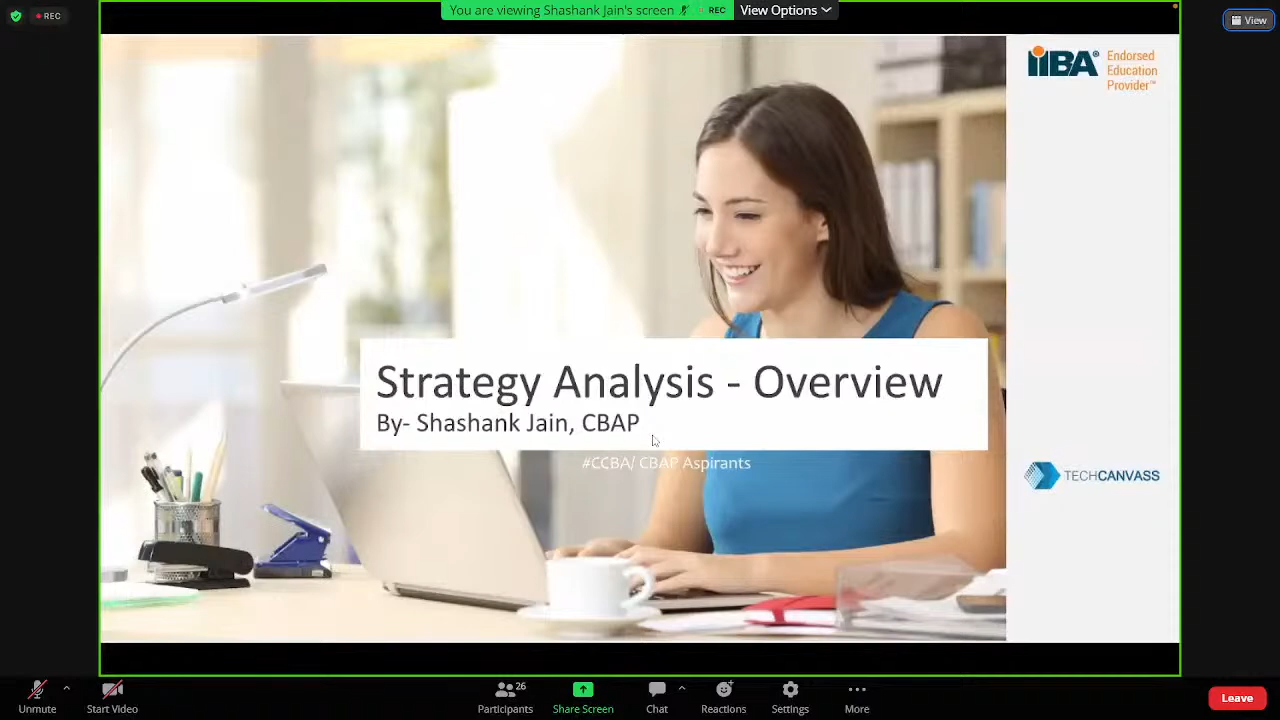 REC
You are viewing Shashank Jain's screen
REC
View Options
View
IIBA®
Endorsed
Education
Provider™
Strategy Analysis - Overview
By- Shashank Jain, CBAP
#CCBA/ CBAP Aspirants
TECHCANVASS
Unmute
Start Video
26
Participants
Share Screen
Chat
Reactions
Settings
More
Leave